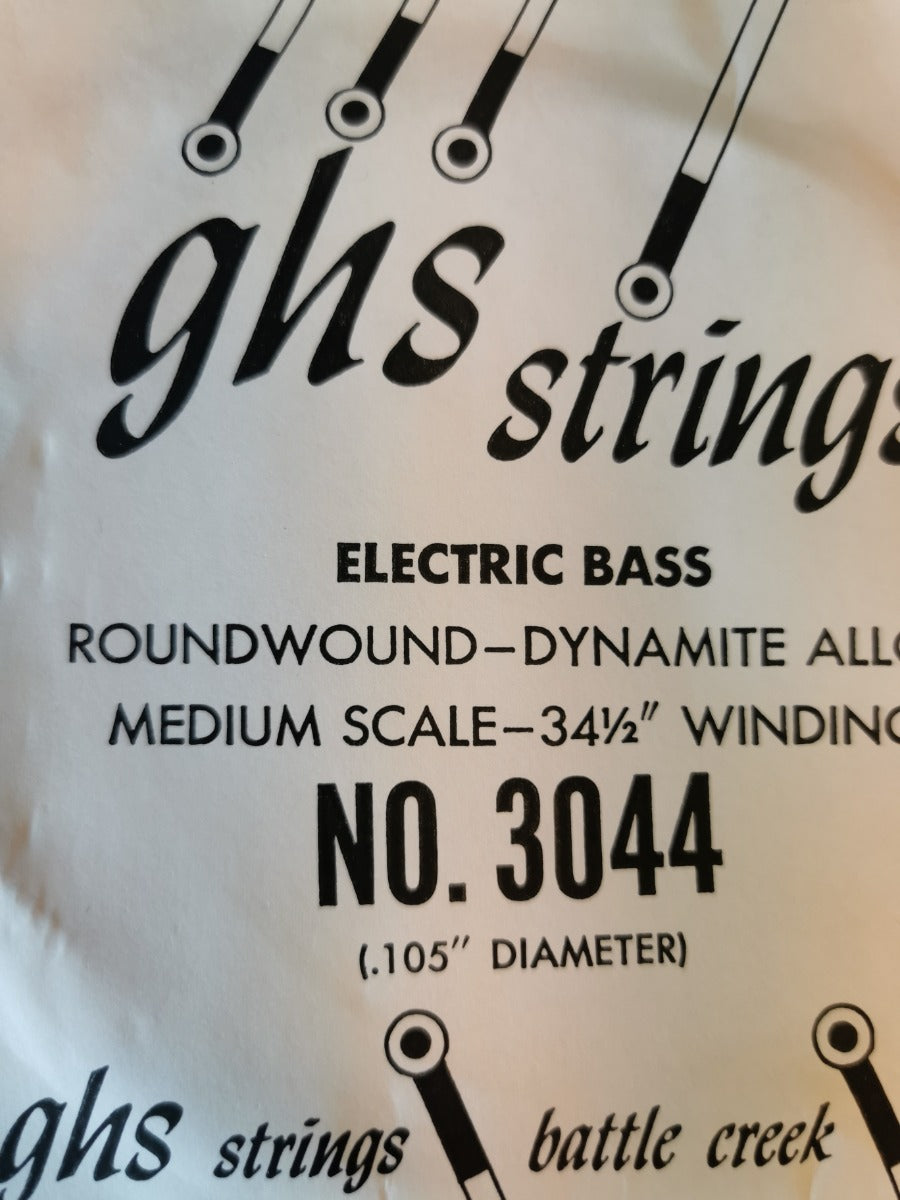 ghs
strings
ELECTRIC BASS
ROUNDWOUND–DYNAMITE ALLO
MEDIUM SCALE–34½″ WINDING
NO. 3044
(.105″ DIAMETER)
ghs strings battle creek